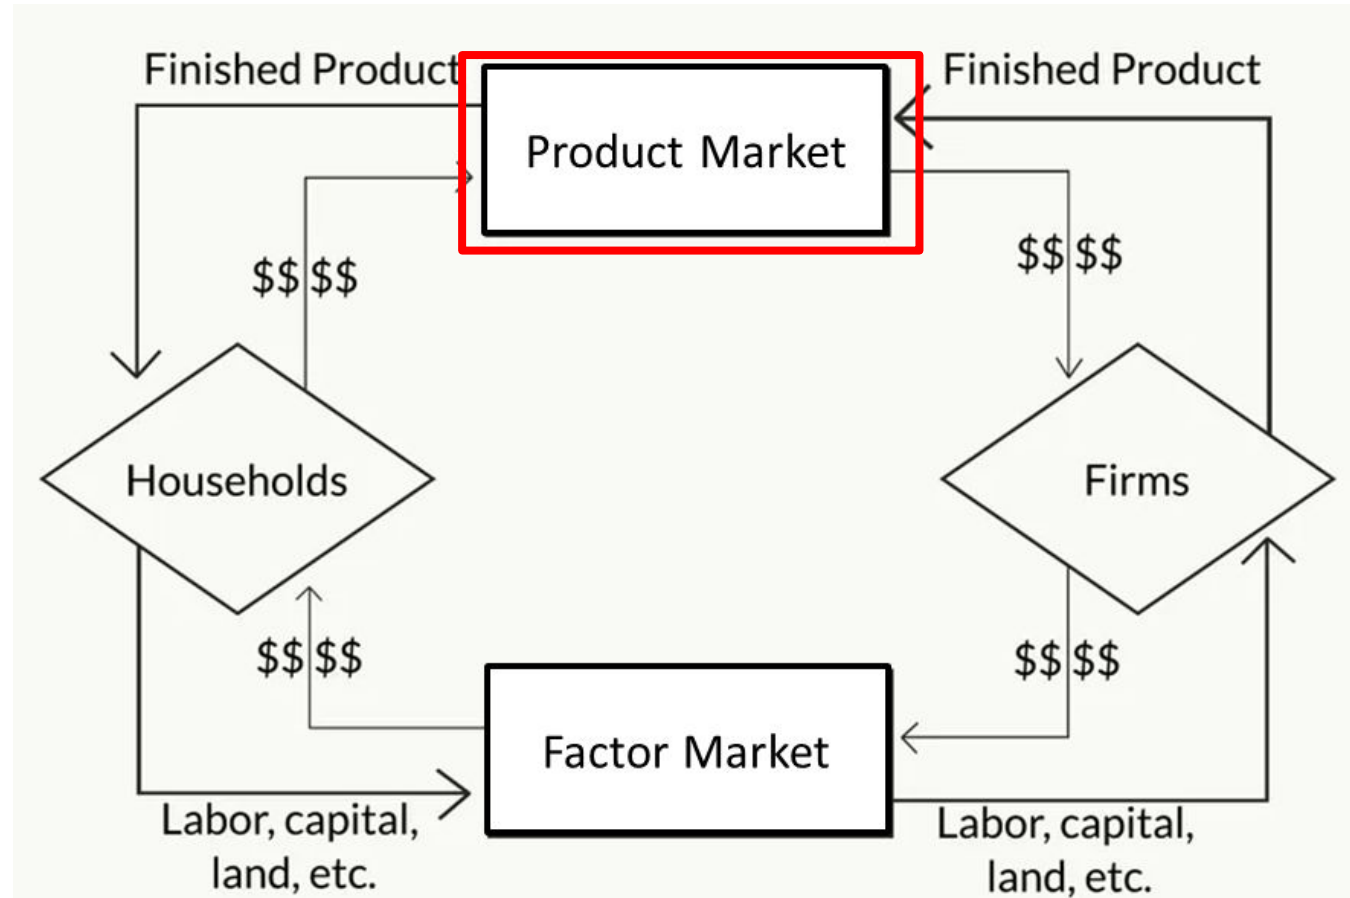 Finished Product
Product Market
Finished Product
$$ $$
$$ $$
Households
Firms
$$ $$
$$ $$
Factor Market
Labor, capital,
land, etc.
Labor, capital,
land, etc.